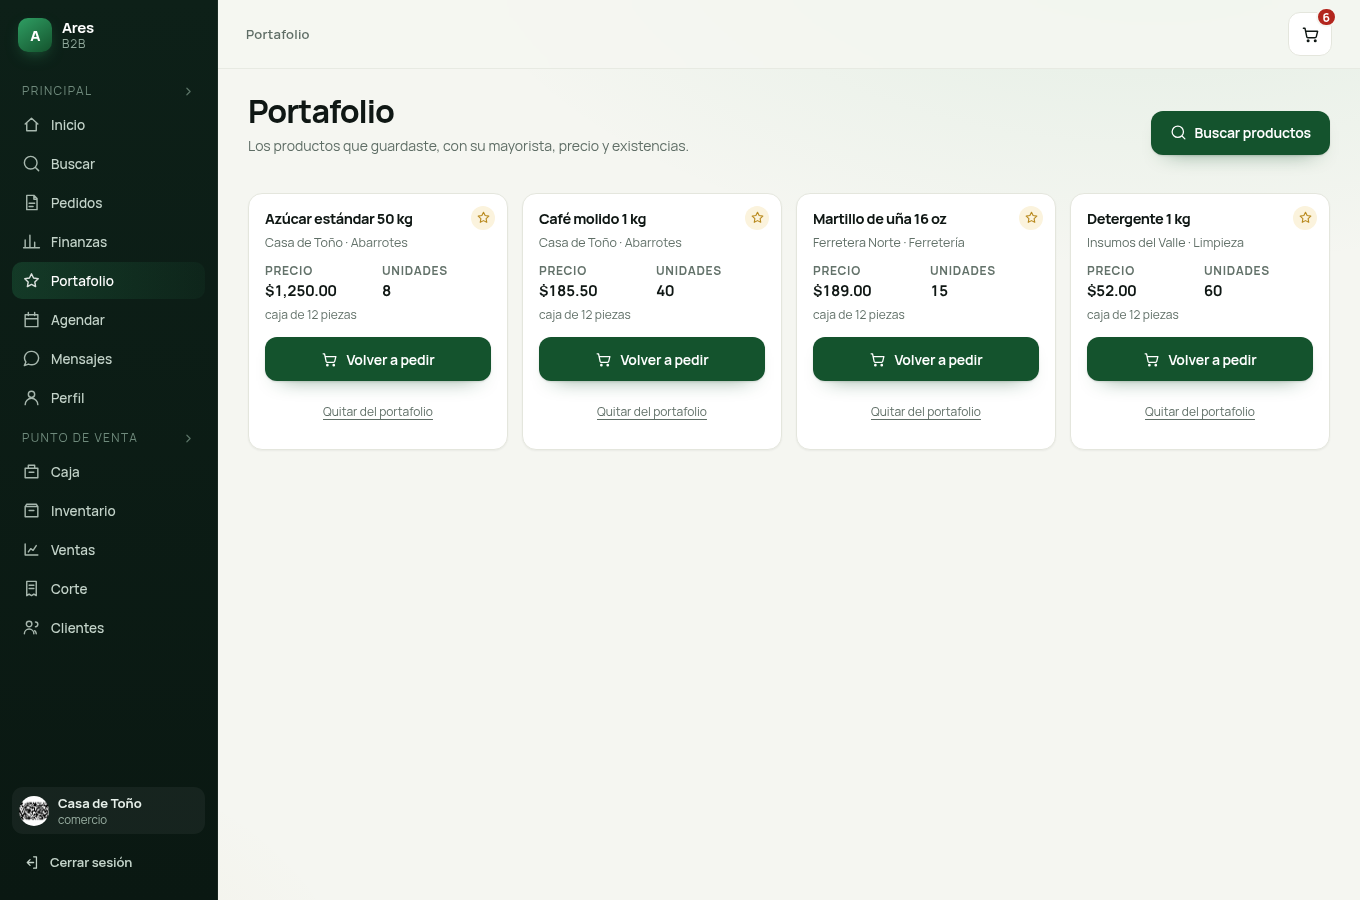 A
Ares
B2B
PRINCIPAL
Inicio
Buscar
Pedidos
Finanzas
Portafolio
Agendar
Mensajes
Perfil
PUNTO DE VENTA
Caja
Inventario
Ventas
Corte
Clientes
Casa de Toño
comercio
Cerrar sesión
Portafolio
6
Portafolio
Los productos que guardaste, con su mayorista, precio y existencias.
Buscar productos
Azúcar estándar 50 kg
Casa de Toño · Abarrotes
PRECIO UNIDADES
$1,250.00 8
caja de 12 piezas
Volver a pedir
Quitar del portafolio
Café molido 1 kg
Casa de Toño · Abarrotes
PRECIO UNIDADES
$185.50 40
caja de 12 piezas
Volver a pedir
Quitar del portafolio
Martillo de uña 16 oz
Ferretera Norte · Ferretería
PRECIO UNIDADES
$189.00 15
caja de 12 piezas
Volver a pedir
Quitar del portafolio
Detergente 1 kg
Insumos del Valle · Limpieza
PRECIO UNIDADES
$52.00 60
caja de 12 piezas
Volver a pedir
Quitar del portafolio